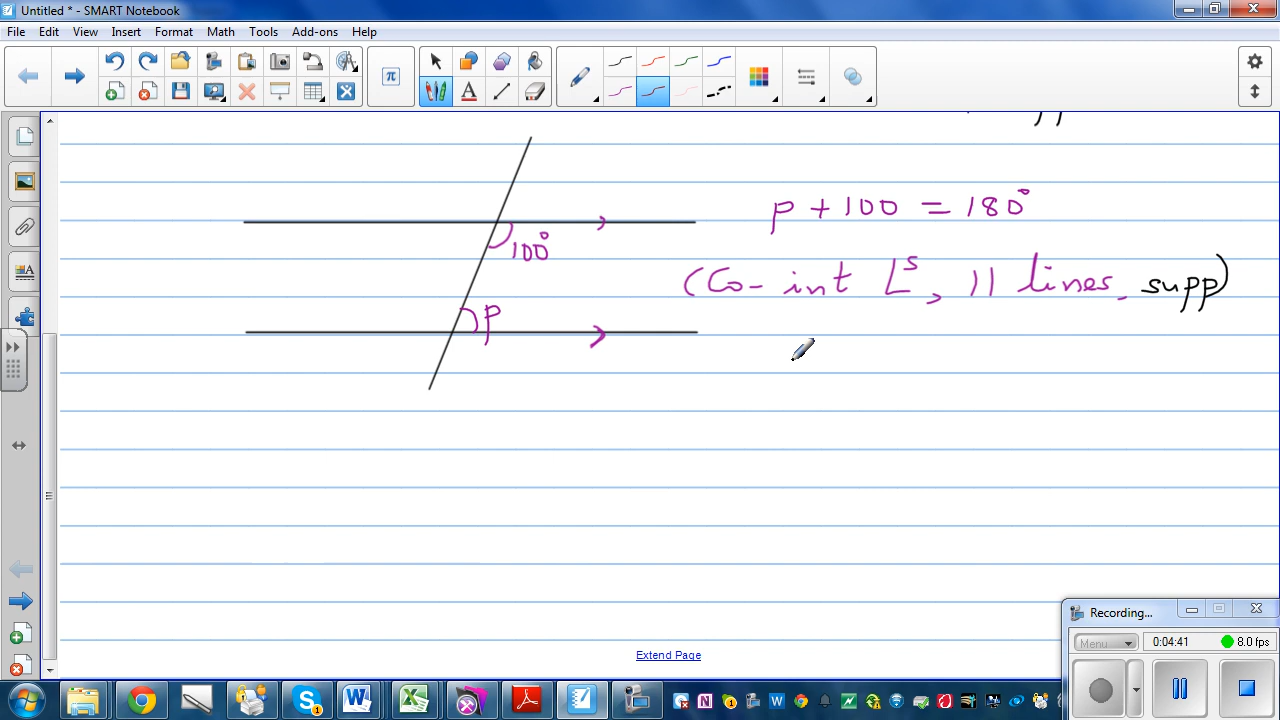 Untitled * - SMART Notebook
File Edit View Insert Format Math Tools Add-ons Help
p + 100 = 180°
100°
(Co-int L^s, || lines, supp)
p
Extend Page
Recording...
Menu 0:04:41 8.0 fps